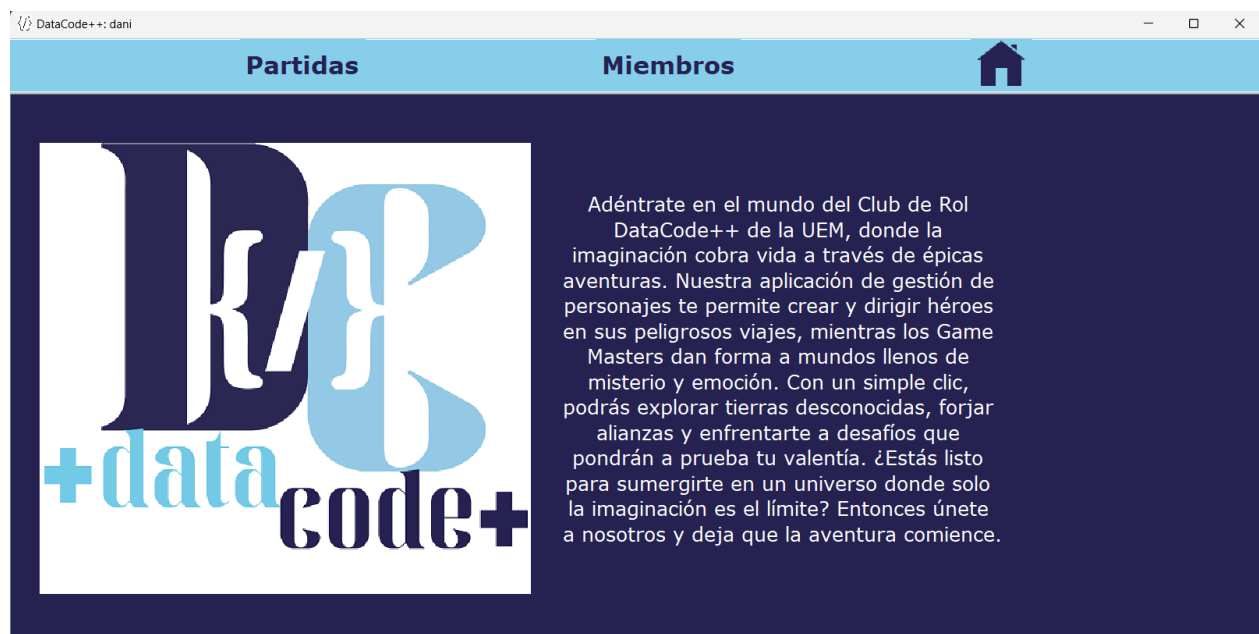 {/} DataCode++: dani
Partidas
Miembros
DC
{/}
Adéntrate en el mundo del Club de Rol
DataCode++ de la UEM, donde la
imaginación cobra vida a través de épicas
aventuras. Nuestra aplicación de gestión de
personajes te permite crear y dirigir héroes
en sus peligrosos viajes, mientras los Game
Masters dan forma a mundos llenos de
misterio y emoción. Con un simple clic,
podrás explorar tierras desconocidas, forjar
alianzas y enfrentarte a desafíos que
pondrán a prueba tu valentía. ¿Estás listo
para sumergirte en un universo donde solo
la imaginación es el límite? Entonces únete
a nosotros y deja que la aventura comience.
+data
code+